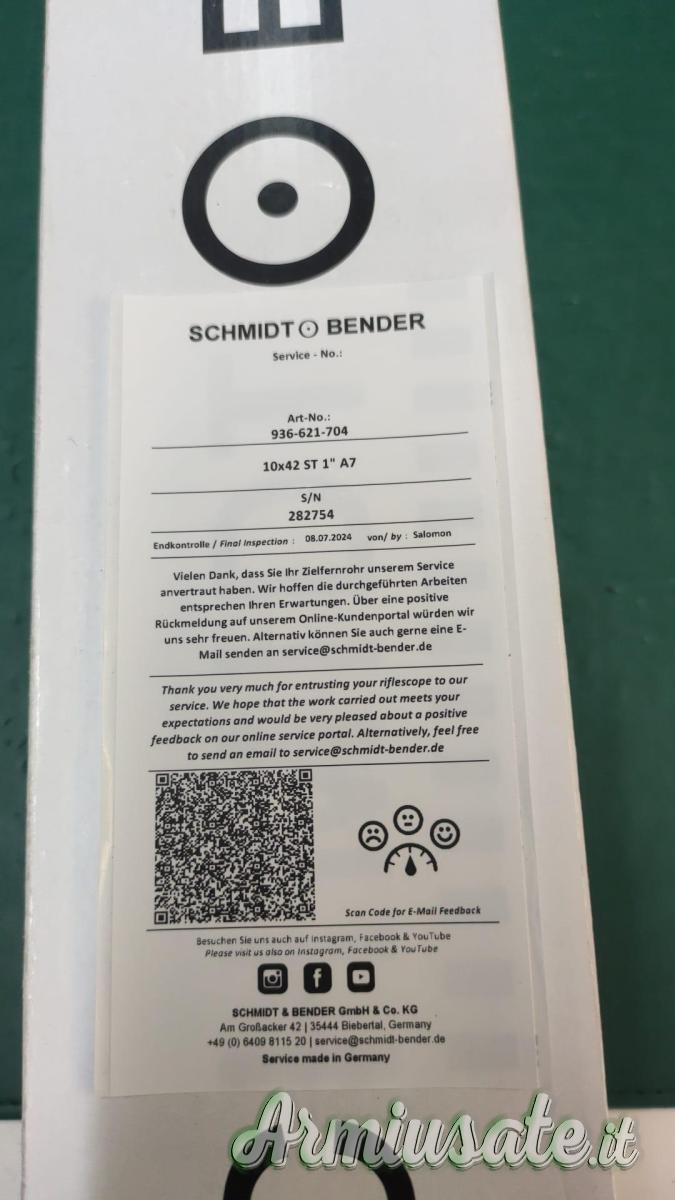 SCHMIDT BENDER
Service - No.:
Art-No.:
936-621-704
10x42 ST 1" A7
S/N
282754
Endkontrolle / Final Inspection : 08.07.2024 von/ by : Salomon
Vielen Dank, dass Sie Ihr Zielfernrohr unserem Service
anvertraut haben. Wir hoffen die durchgeführten Arbeiten
entsprechen Ihren Erwartungen. Über eine positive
Rückmeldung auf unserem Online-Kundenportal würden wir
uns sehr freuen. Alternativ können Sie auch gerne eine E-
Mail senden an service@schmidt-bender.de
Thank you very much for entrusting your riflescope to our
service. We hope that the work carried out meets your
expectations and would be very pleased about a positive
feedback on our online service portal. Alternatively, feel free
to send an email to service@schmidt-bender.de
Scan Code for E-Mail Feedback
Besuchen Sie uns auch auf Instagram, Facebook & YouTube
Please visit us also on Instagram, Facebook & YouTube
SCHMIDT & BENDER GmbH & Co. KG
Am Großacker 42 | 35444 Biebertal, Germany
+49 (0) 6409 8115 20 | service@schmidt-bender.de
Service made in Germany
Armiusate.it